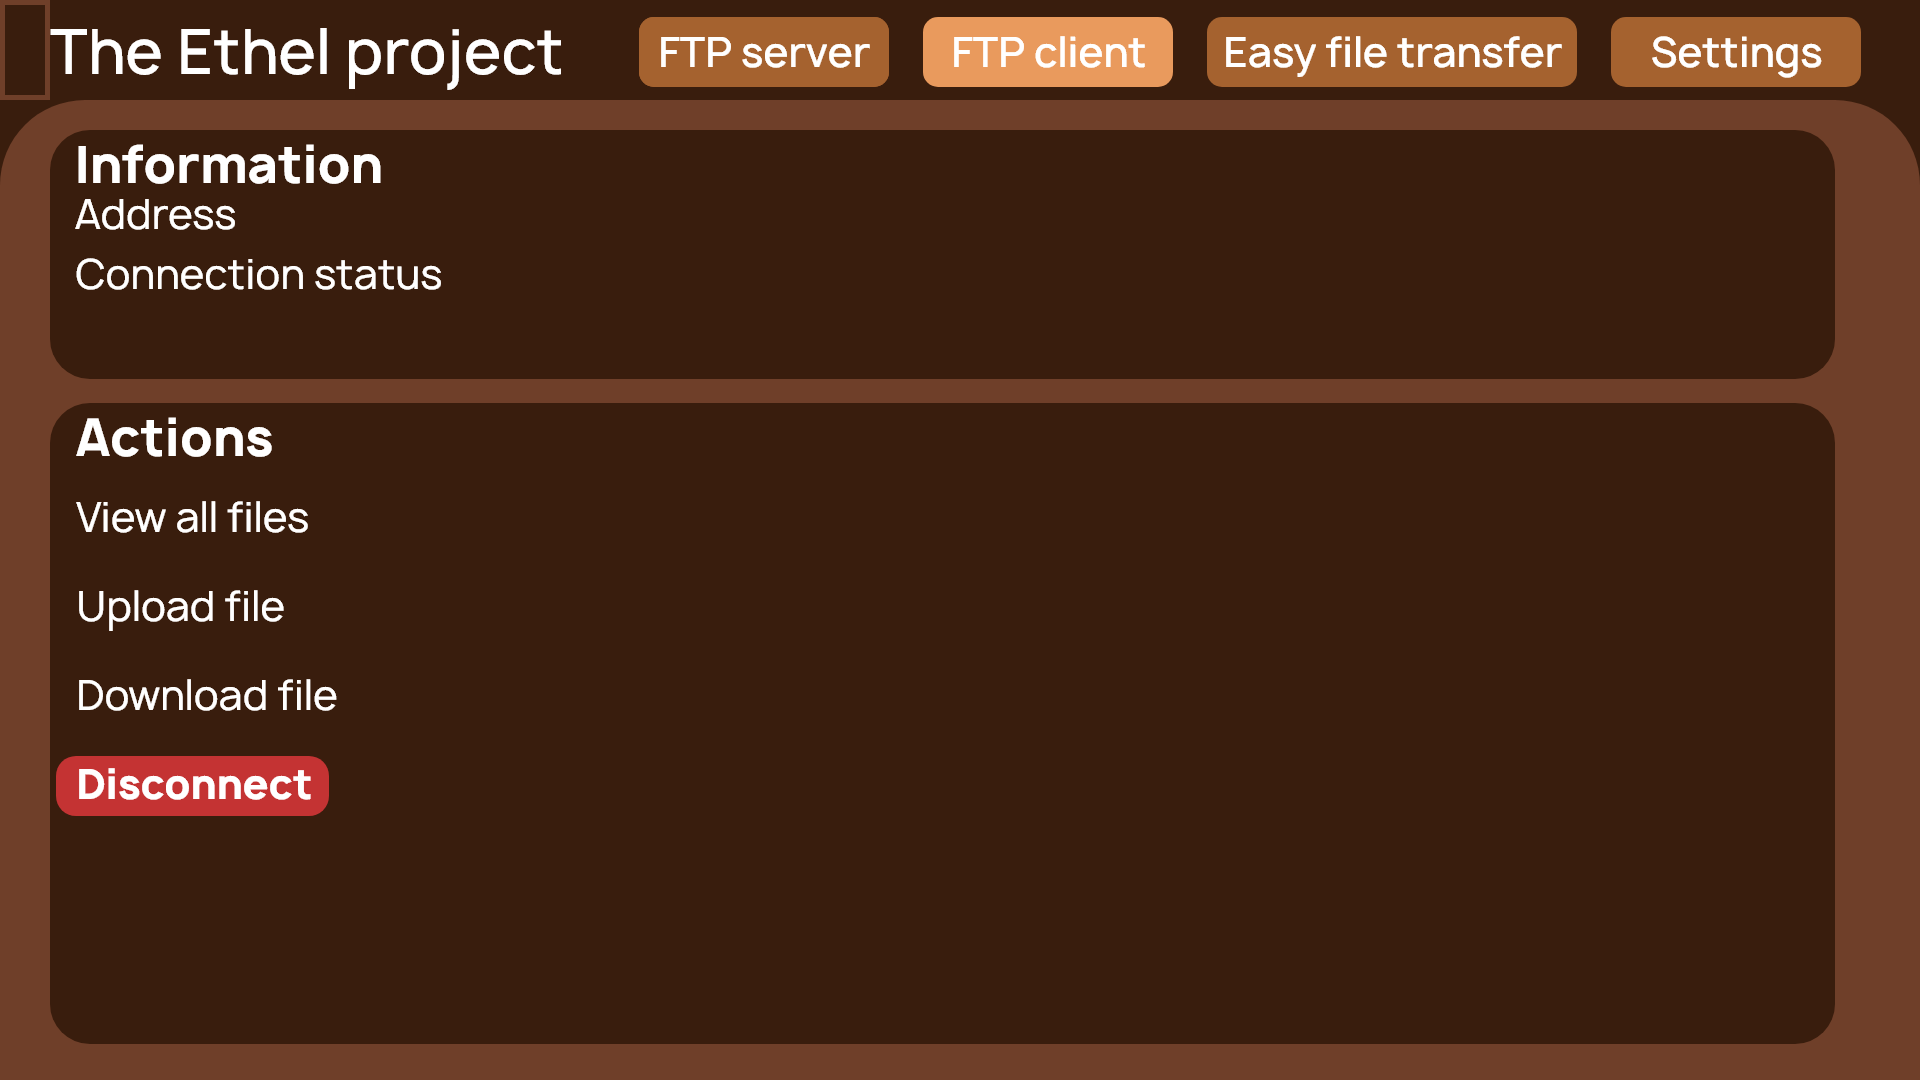 The Ethel project
FTP server
FTP client
Easy file transfer
Settings
Information
Address
Connection status
Actions
View all files
Upload file
Download file
Disconnect